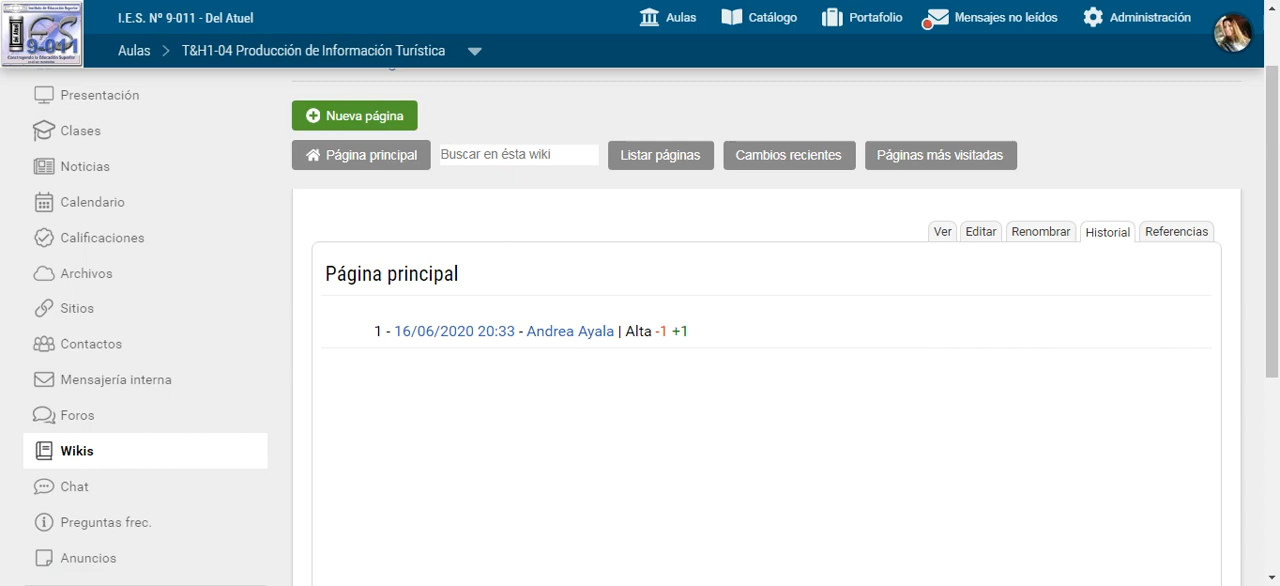 I.E.S. Nº 9-011 - Del Atuel
Aulas
Catálogo
Portafolio
Mensajes no leídos
Administración
Aulas > T&H1-04 Producción de Información Turística
Presentación
Clases
Noticias
Calendario
Calificaciones
Archivos
Sitios
Contactos
Mensajería interna
Foros
Wikis
Chat
Preguntas frec.
Anuncios
Nueva página
Página principal
Buscar en ésta wiki
Listar páginas
Cambios recientes
Páginas más visitadas
Ver
Editar
Renombrar
Historial
Referencias
Página principal
1 - 16/06/2020 20:33 - Andrea Ayala | Alta -1 +1